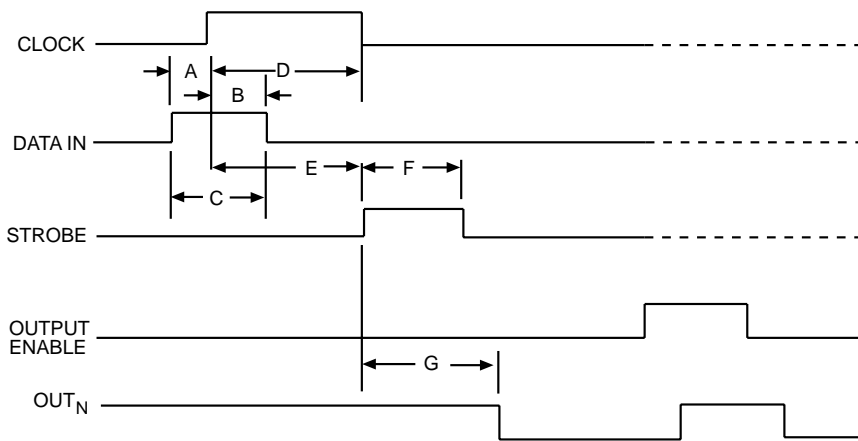 CLOCK
A
D
B
DATA IN
E
F
C
STROBE
OUTPUT
ENABLE
G
OUTN